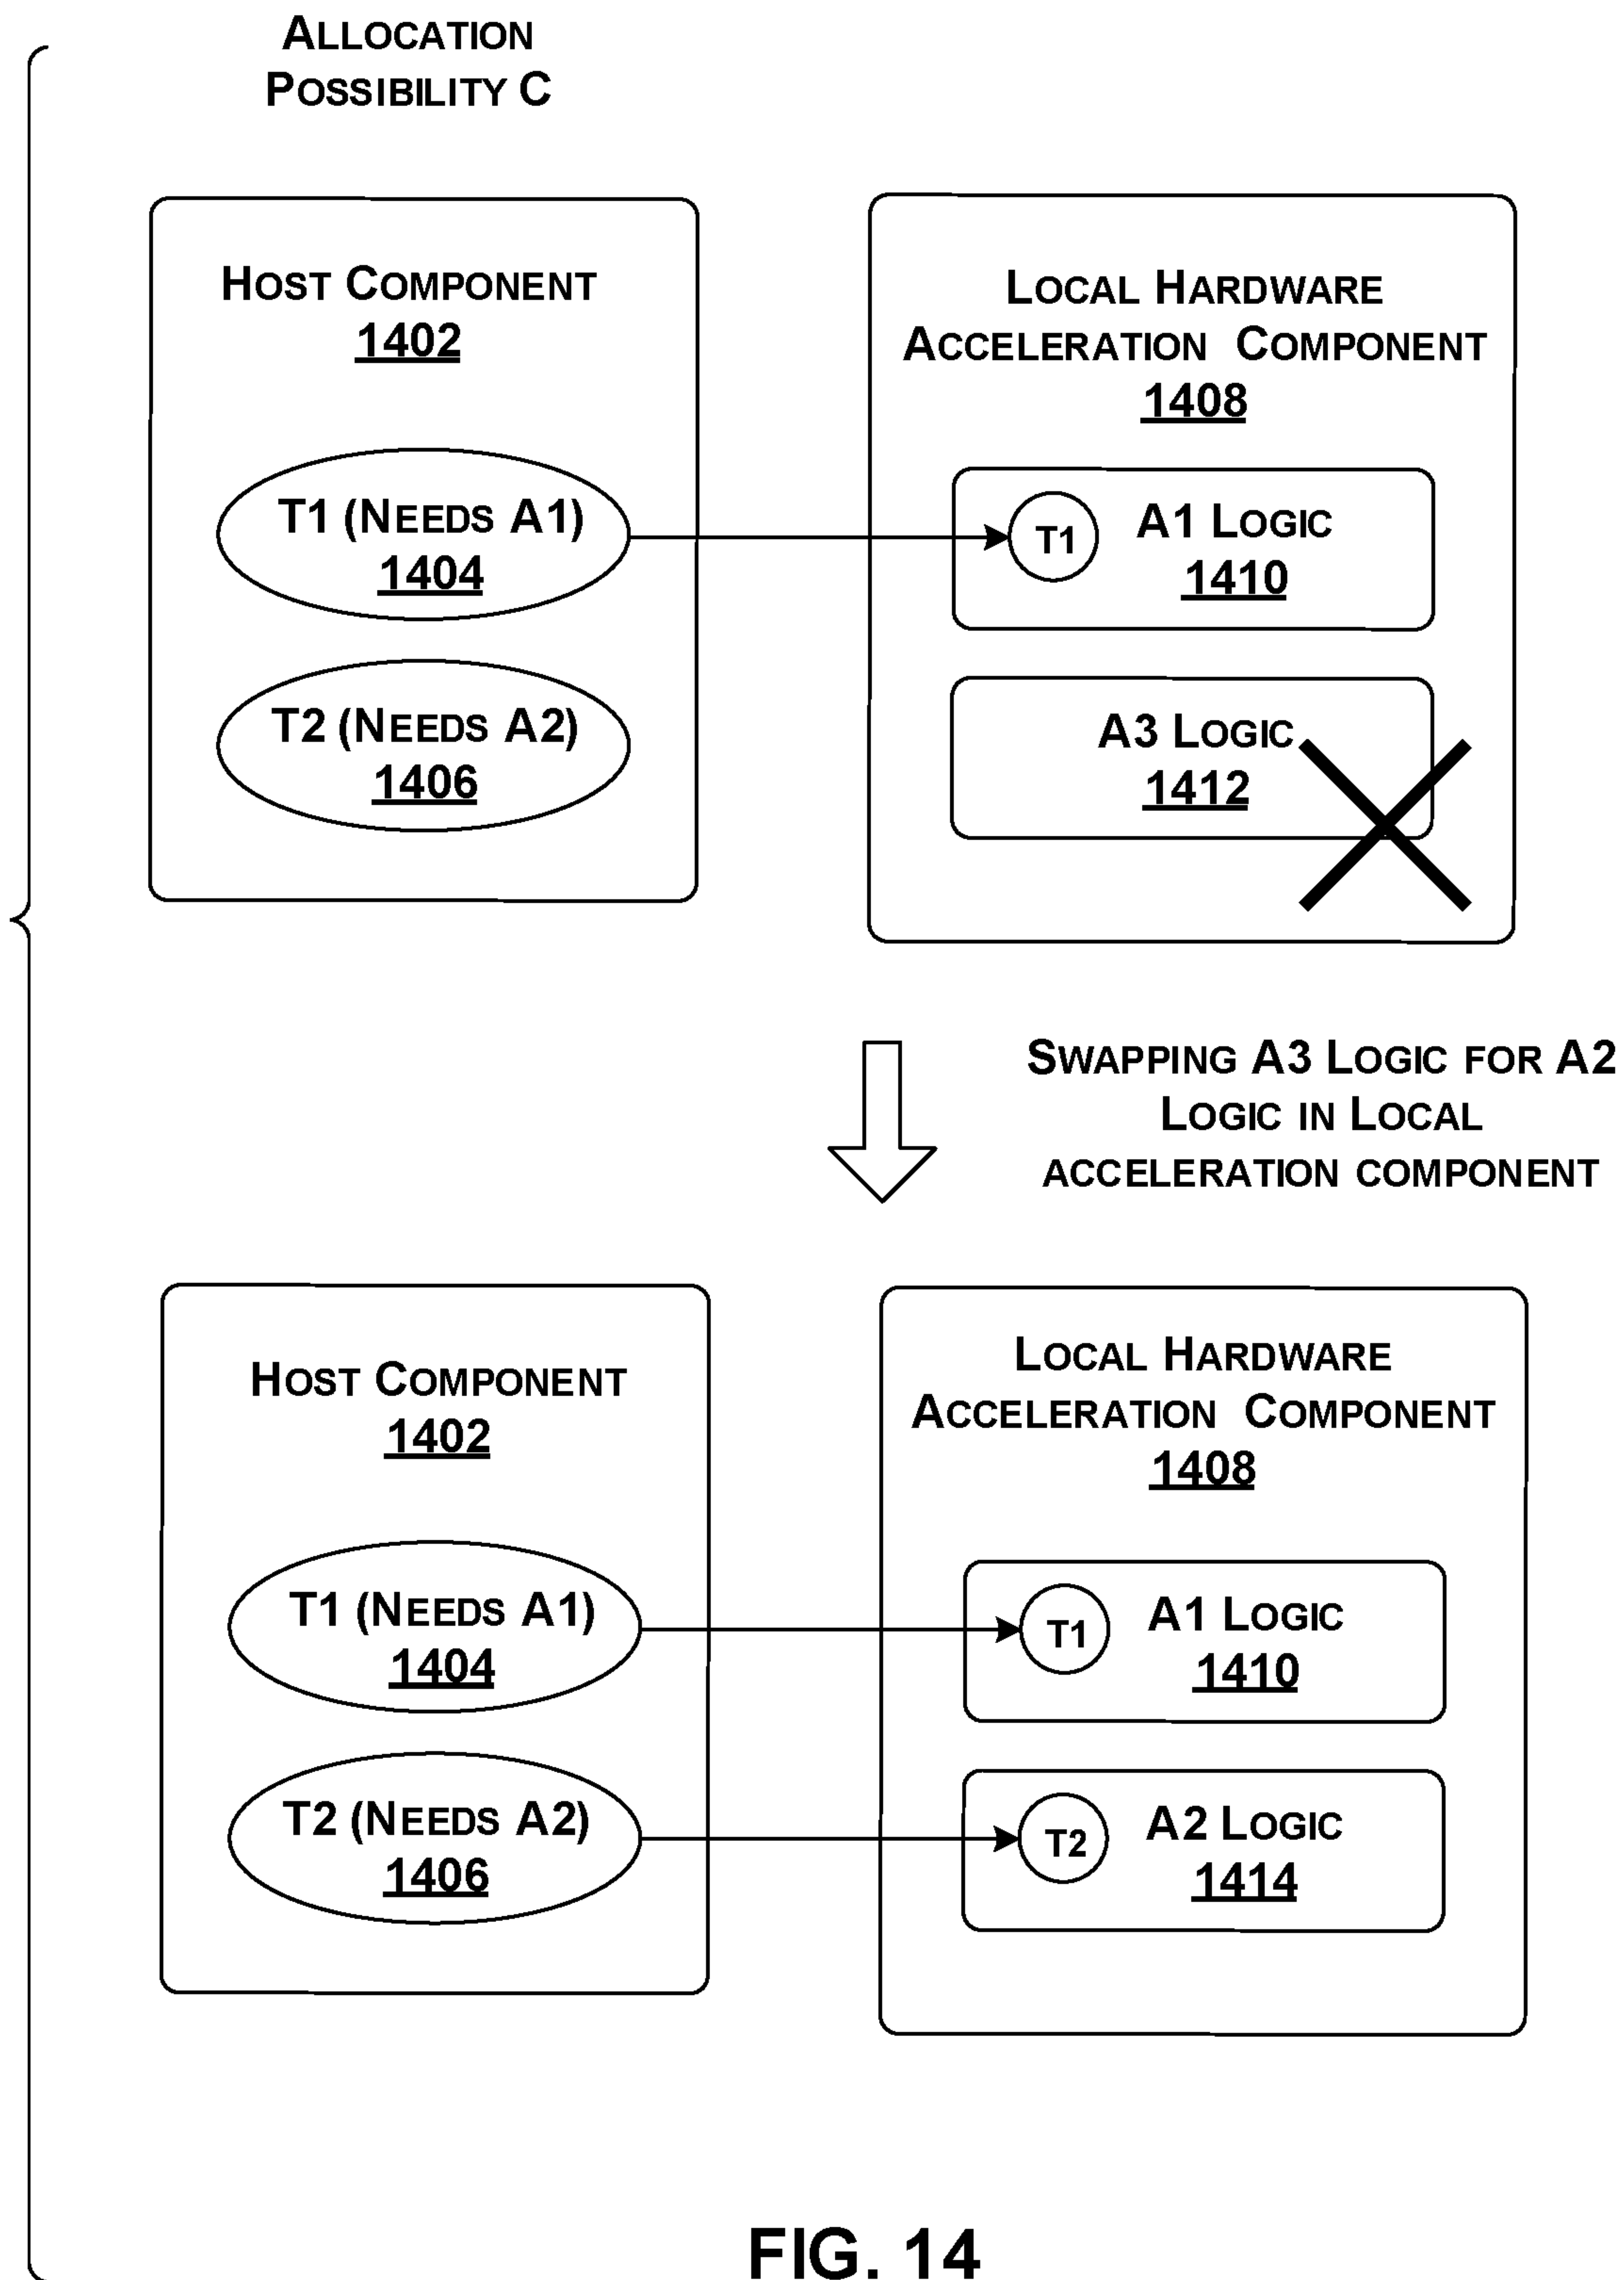 ALLOCATION
POSSIBILITY C
HOST COMPONENT
1402
T1 (NEEDS A1)
1404
T2 (NEEDS A2)
1406
LOCAL HARDWARE
ACCELERATION COMPONENT
1408
T1
A1 LOGIC
1410
A3 LOGIC
1412
SWAPPING A3 LOGIC FOR A2
LOGIC IN LOCAL
ACCELERATION COMPONENT
HOST COMPONENT
1402
T1 (NEEDS A1)
1404
T2 (NEEDS A2)
1406
LOCAL HARDWARE
ACCELERATION COMPONENT
1408
T1
A1 LOGIC
1410
T2
A2 LOGIC
1414
FIG. 14